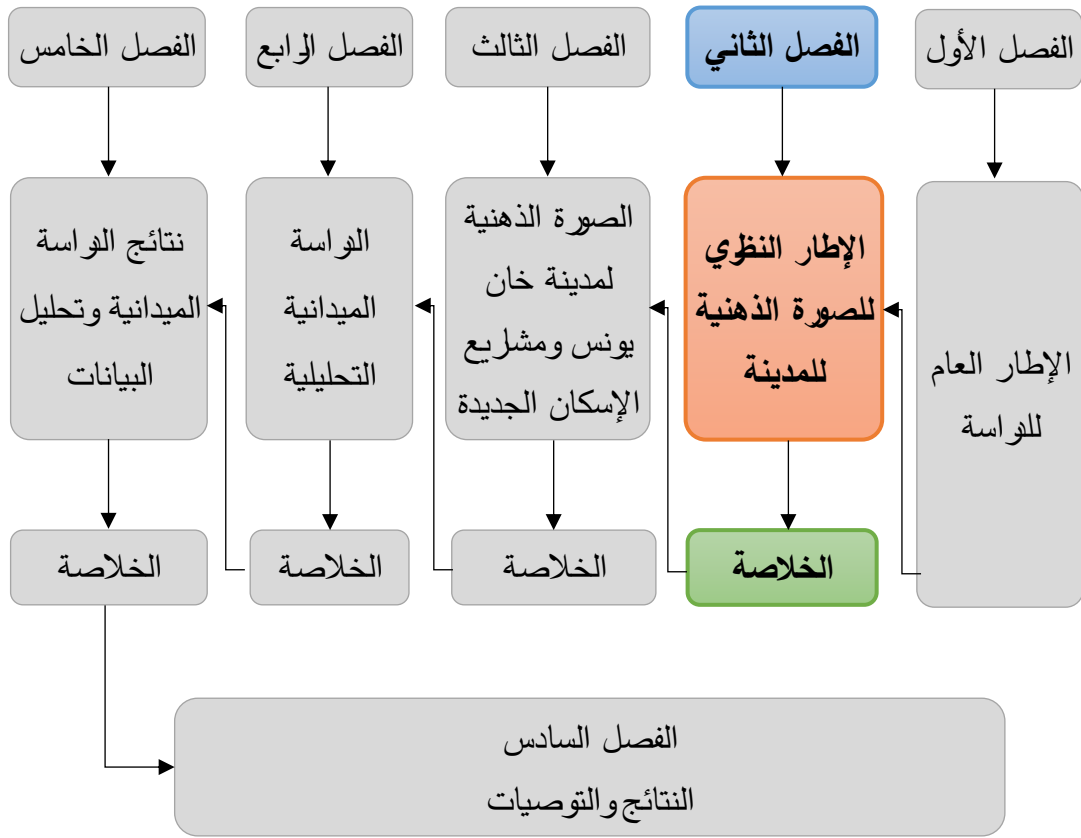 الفصل الأول
الفصل الثاني
الفصل الثالث
الفصل الرابع
الفصل الخامس
الإطار العام
للدراسة
الإطار النظري
للصورة الذهنية
للمدينة
الصورة الذهنية
لمدينة خان
يونس ومشاريع
الإسكان الجديدة
الدراسة
الميدانية
التحليلية
نتائج الدراسة
الميدانية وتحليل
البيانات
الخلاصة
الخلاصة
الخلاصة
الخلاصة
الفصل السادس
النتائج والتوصيات